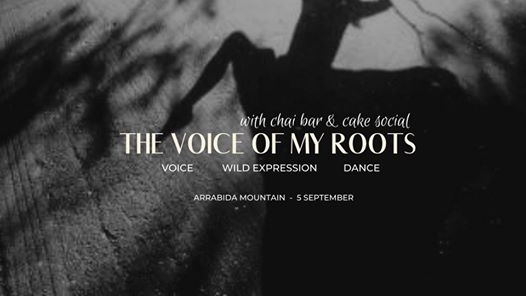 with chai bar & cake social
THE VOICE OF MY ROOTS
VOICE WILD EXPRESSION DANCE
ARRABIDA MOUNTAIN - 5 SEPTEMBER